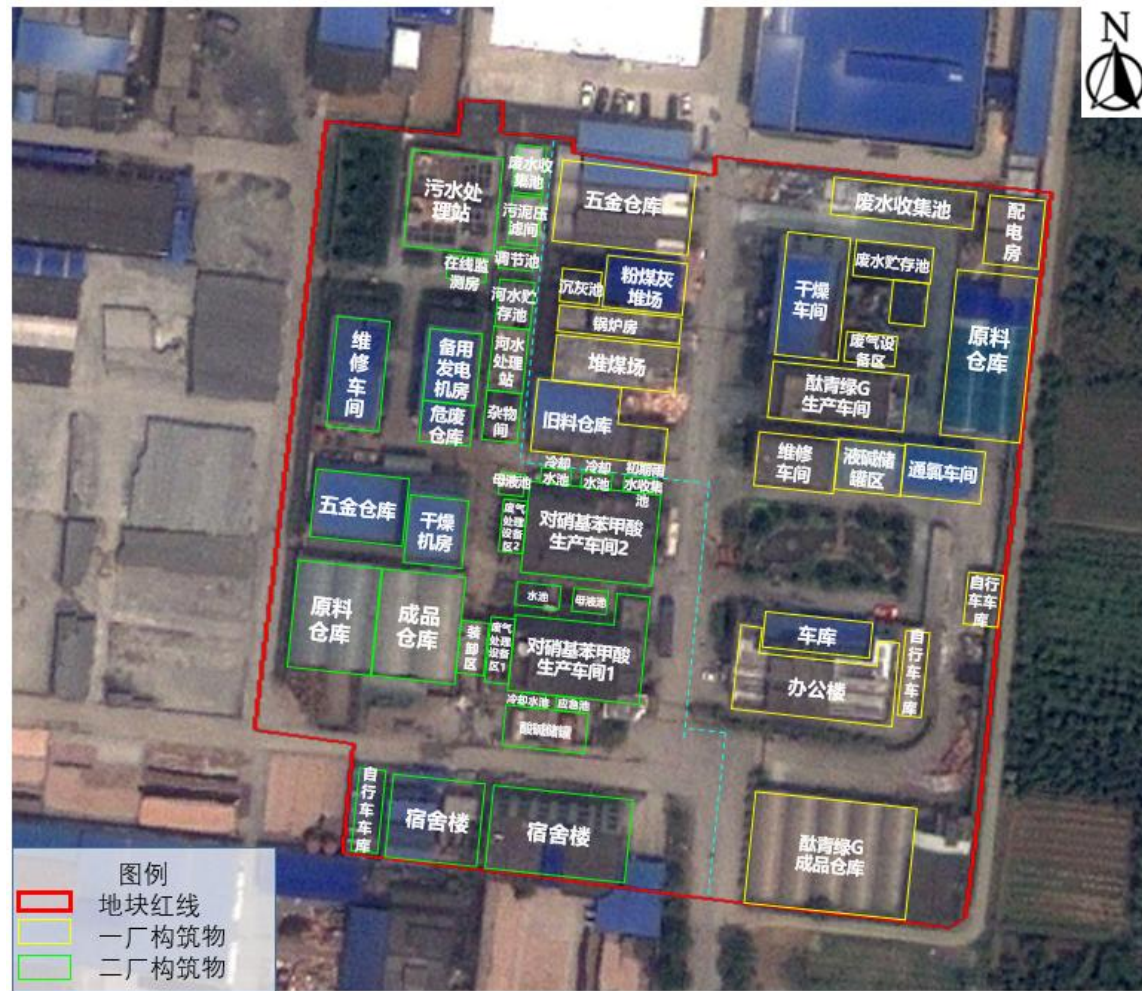 N
废水收
集池
污水处
理站
污泥压
滤间
五金仓库
废水收集池
配
电
房
调节池
在线监
测房
废水贮存池
沉灰池
粉煤灰
堆场
干燥
车间
河水贮
存池
锅炉房
原料
仓库
维
修
车
间
备用
发电
机房
河水
处理
站
堆煤场
废气设
备区
酞青绿G
生产车间
危废
仓库
杂物
间
旧料仓库
维修
车间
液碱储
罐区
通氯车间
冷却
水池
冷却
水池
初期雨
水收集
池
母液池
五金仓库
干燥
机房
废气
处理
设备
区2
对硝基苯甲酸
生产车间2
水池
母液池
自行
车车
库
原料
仓库
成品
仓库
装
卸
区
废气
处理
设备
区1
对硝基苯甲酸
生产车间1
车库
办公楼
自
行
车
车
库
冷却水池
应急池
酸碱储罐
自
行
车
车
库
宿舍楼
宿舍楼
酞青绿G
成品仓库
图例
地块红线
一厂构筑物
二厂构筑物